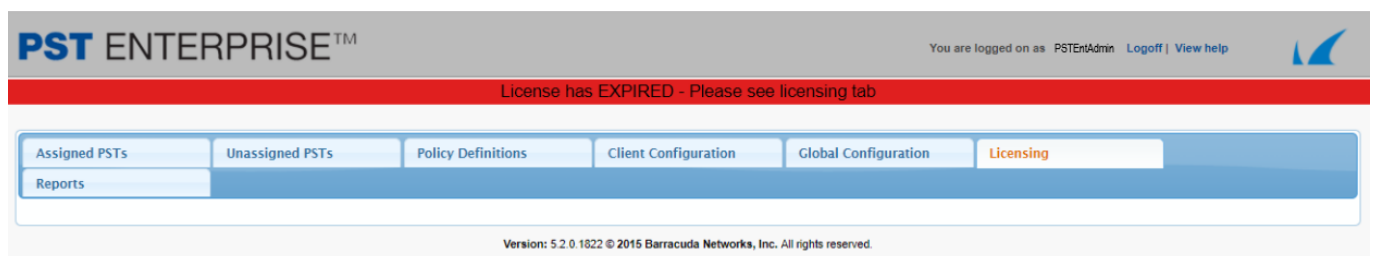 PST ENTERPRISE™
You are logged on as PSTEntAdmin Logoff | View help
License has EXPIRED - Please see licensing tab
Assigned PSTs Unassigned PSTs Policy Definitions Client Configuration Global Configuration Licensing
Reports
Version: 5.2.0.1822 © 2015 Barracuda Networks, Inc. All rights reserved.